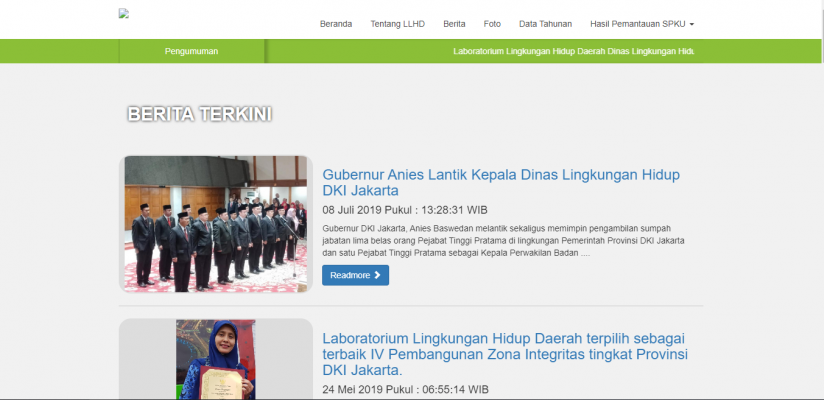 Beranda Tentang LLHD Berita Foto Data Tahunan Hasil Pemantauan SPKU
Pengumuman Laboratorium Lingkungan Hidup Daerah Dinas Lingkungan Hidu
BERITA TERKINI
Gubernur Anies Lantik Kepala Dinas Lingkungan Hidup
DKI Jakarta
08 Juli 2019 Pukul : 13:28:31 WIB
Gubernur DKI Jakarta, Anies Baswedan melantik sekaligus memimpin pengambilan sumpah
jabatan lima belas orang Pejabat Tinggi Pratama di lingkungan Pemerintah Provinsi DKI Jakarta
dan satu Pejabat Tinggi Pratama sebagai Kepala Perwakilan Badan ....
Readmore
Laboratorium Lingkungan Hidup Daerah terpilih sebagai
terbaik IV Pembangunan Zona Integritas tingkat Provinsi
DKI Jakarta.
24 Mei 2019 Pukul : 06:55:14 WIB